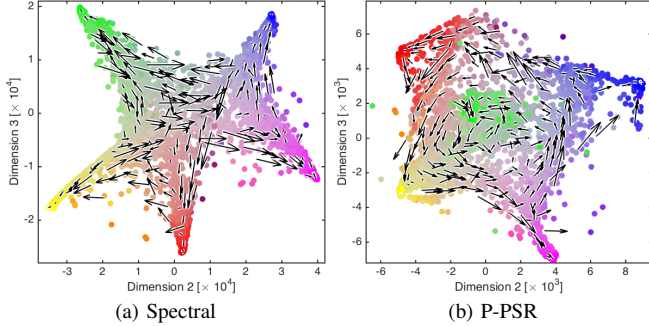 2
1
0
-1
-2
Dimension 3 [× 10⁴]
-3 -2 -1 0 1 2 3 4
Dimension 2 [× 10⁴]
(a) Spectral
6
4
2
0
-2
-4
-6
Dimension 3 [× 10³]
-6 -4 -2 0 2 4 6 8
Dimension 2 [× 10³]
(b) P-PSR